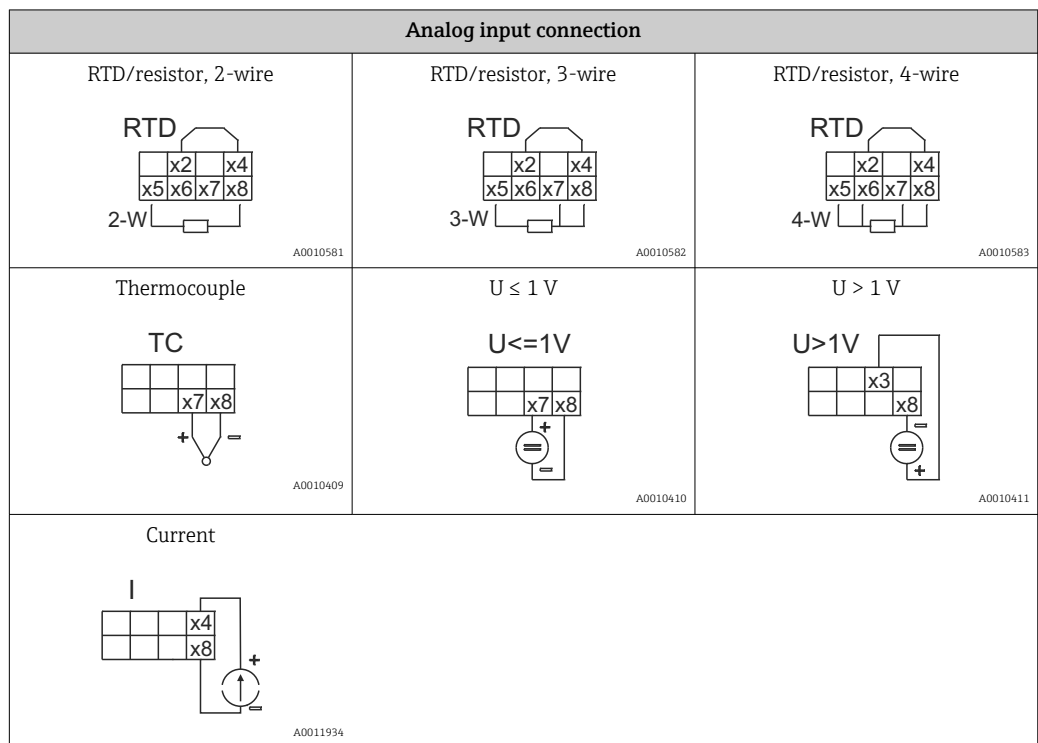 Analog input connection
RTD/resistor, 2-wire
RTD
x2 x4
x5 x6 x7 x8
2-W
A0010581
RTD/resistor, 3-wire
RTD
x2 x4
x5 x6 x7 x8
3-W
A0010582
RTD/resistor, 4-wire
RTD
x2 x4
x5 x6 x7 x8
4-W
A0010583
Thermocouple
TC
x7 x8
+ −
A0010409
U ≤ 1 V
U<=1V
x7 x8
+
=
−
A0010410
U > 1 V
U>1V
x3
x8
−
=
+
A0010411
Current
I
x4
x8
+
−
A0011934